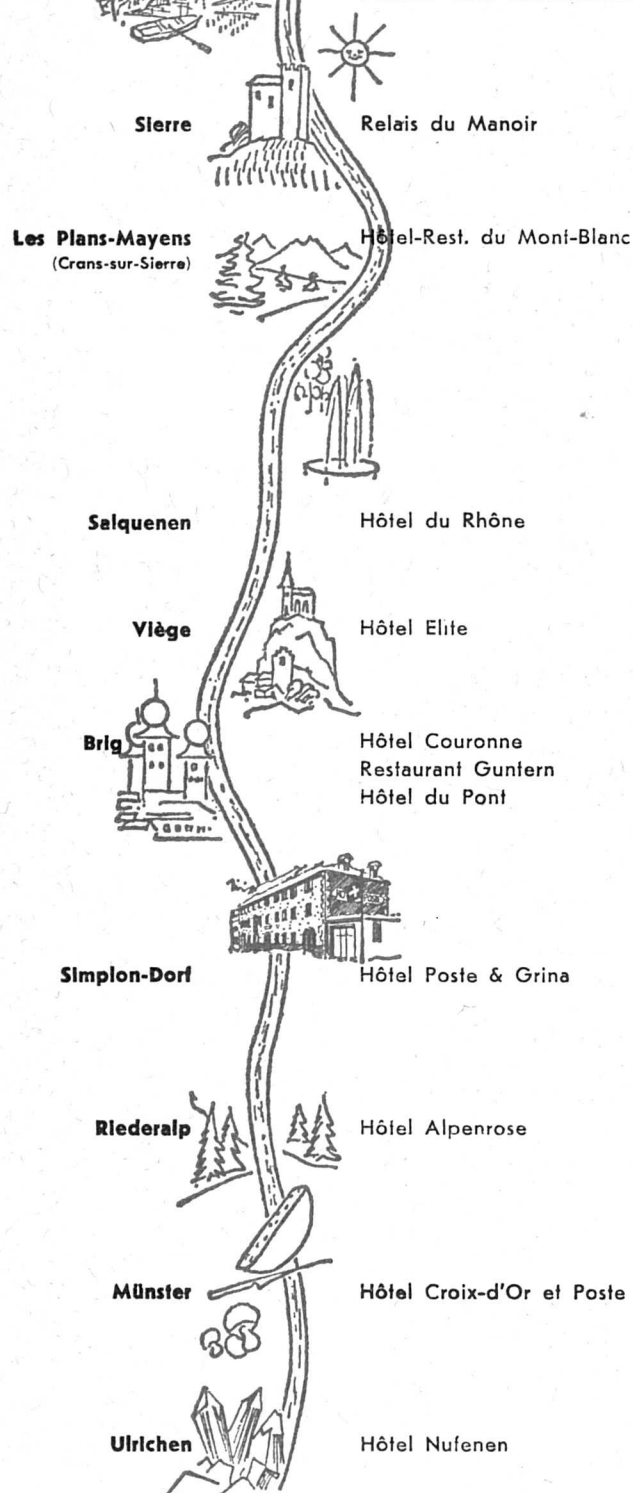 Sierre Relais du Manoir
Les Plans-Mayens Hôtel-Rest. du Mont-Blanc
(Crans-sur-Sierre)
Salquenen Hôtel du Rhône
Viège Hôtel Elite
Brig Hôtel Couronne
Restaurant Guntern
Hôtel du Pont
Simplon-Dorf Hôtel Poste & Grina
Riederalp Hôtel Alpenrose
Münster Hôtel Croix-d'Or et Poste
Ulrichen Hôtel Nufenen